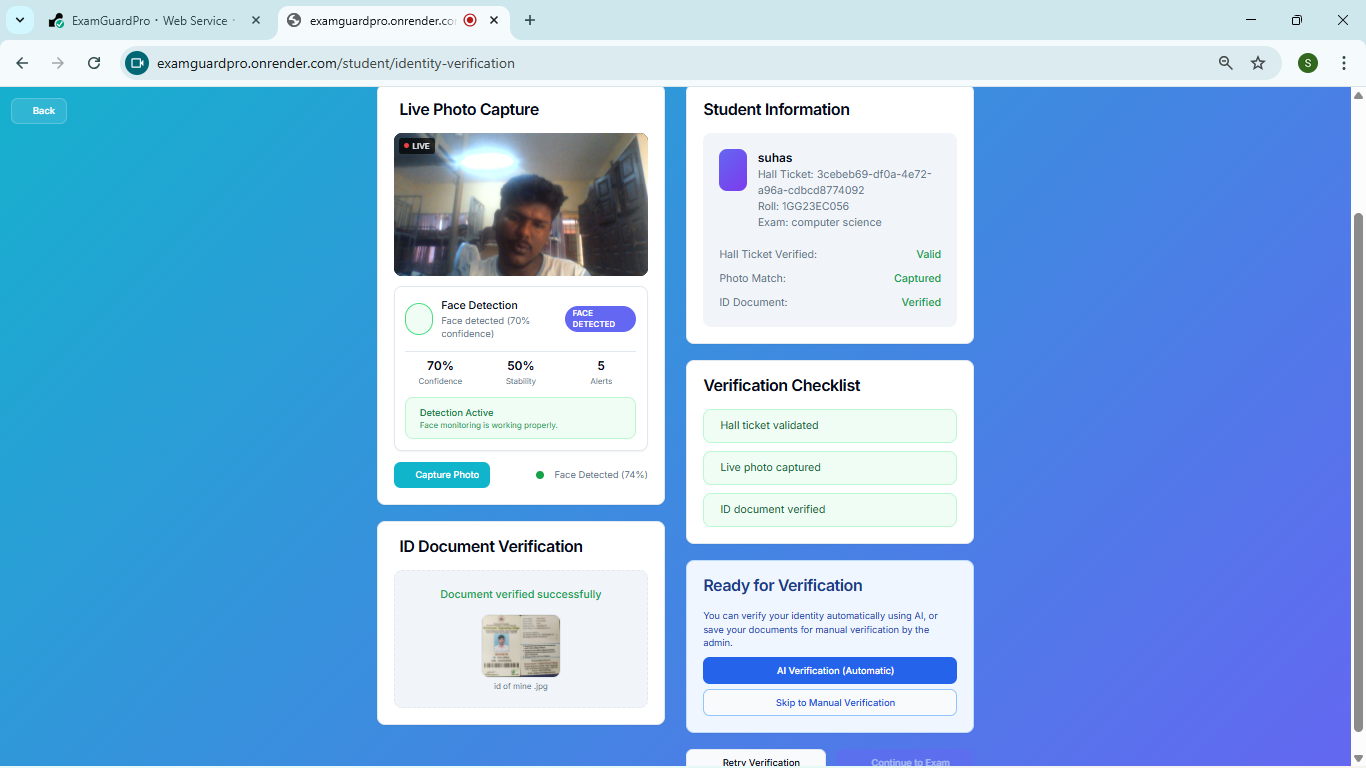 ExamGuardPro · Web Service ·
examguardpro.onrender.co
examguardpro.onrender.com/student/identity-verification
S
Back
Live Photo Capture
LIVE
Face Detection
Face detected (70%
confidence)
FACE
DETECTED
70%
50%
5
Confidence
Stability
Alerts
Detection Active
Face monitoring is working properly.
Capture Photo
Face Detected (74%)
ID Document Verification
Document verified successfully
id of mine .jpg
Student Information
suhas
Hall Ticket: 3cebeb69-df0a-4e72-
a96a-cdbcd8774092
Roll: 1GG23EC056
Exam: computer science
Hall Ticket Verified:
Valid
Photo Match:
Captured
ID Document:
Verified
Verification Checklist
Hall ticket validated
Live photo captured
ID document verified
Ready for Verification
You can verify your identity automatically using AI, or
save your documents for manual verification by the
admin.
AI Verification (Automatic)
Skip to Manual Verification
Retry Verification
Continue to Exam